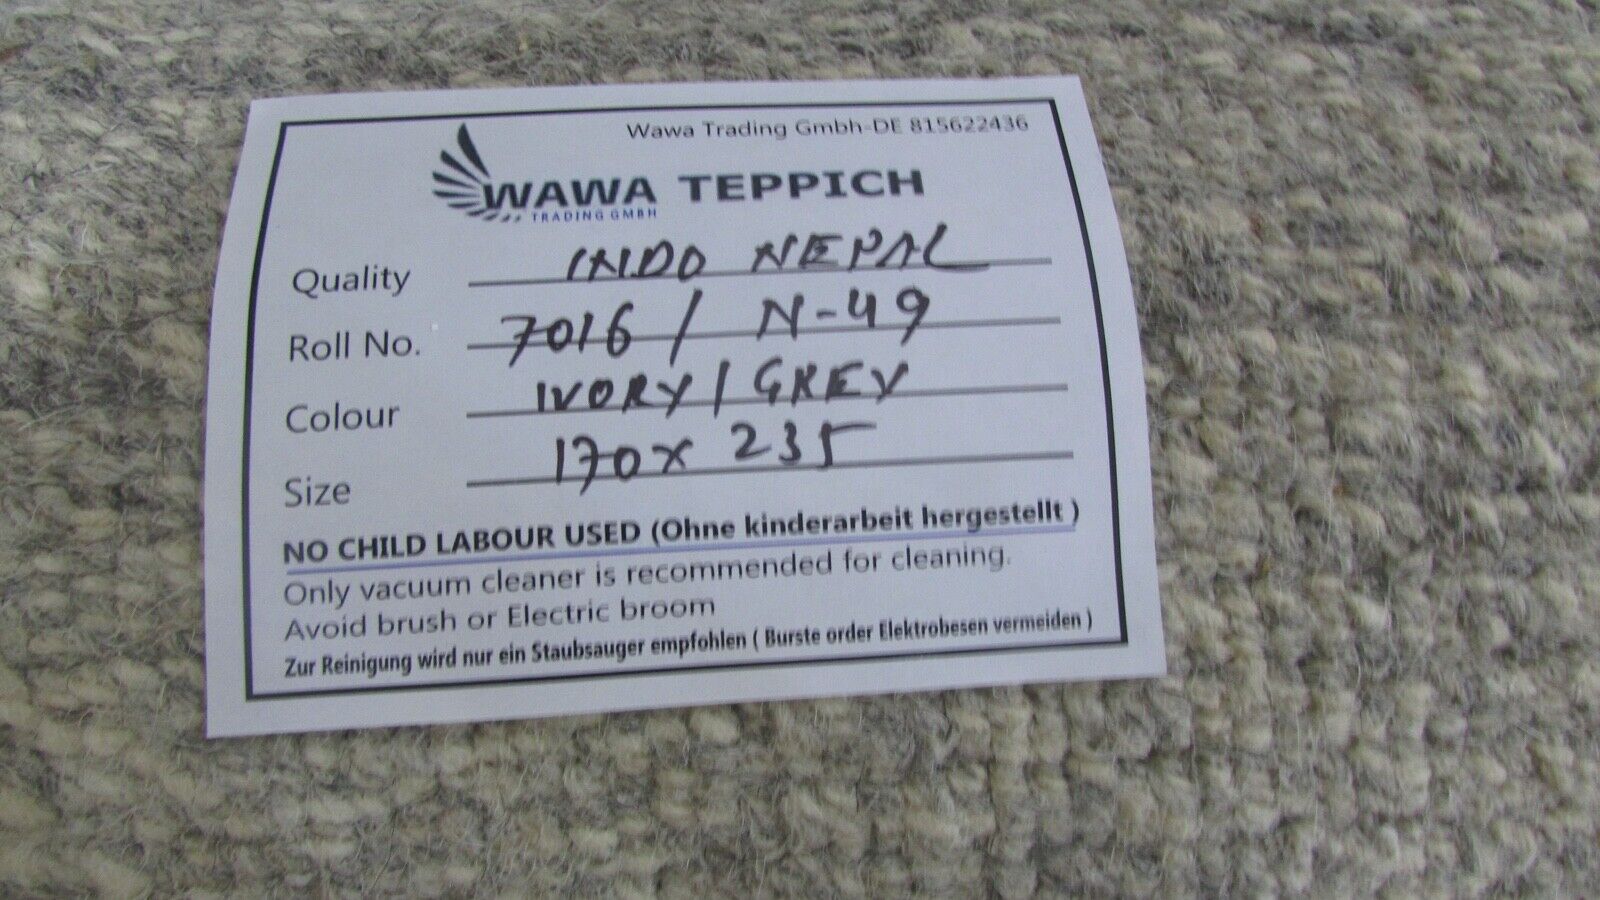 Wawa Trading Gmbh-DE 815622436
WAWA TEPPICH
TRADING GMBH
Quality INDO NEPAL
Roll No. 7016 / N-49
Colour IVORY / GREY
Size 170x 235
NO CHILD LABOUR USED (Ohne kinderarbeit hergestellt )
Only vacuum cleaner is recommended for cleaning.
Avoid brush or Electric broom
Zur Reinigung wird nur ein Staubsauger empfohlen ( Burste order Elektrobesen vermeiden )